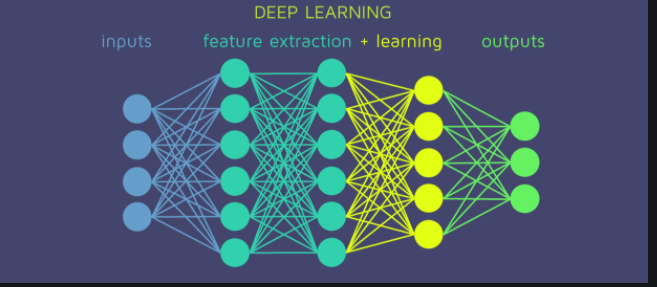 DEEP LEARNING
inputs feature extraction + learning outputs